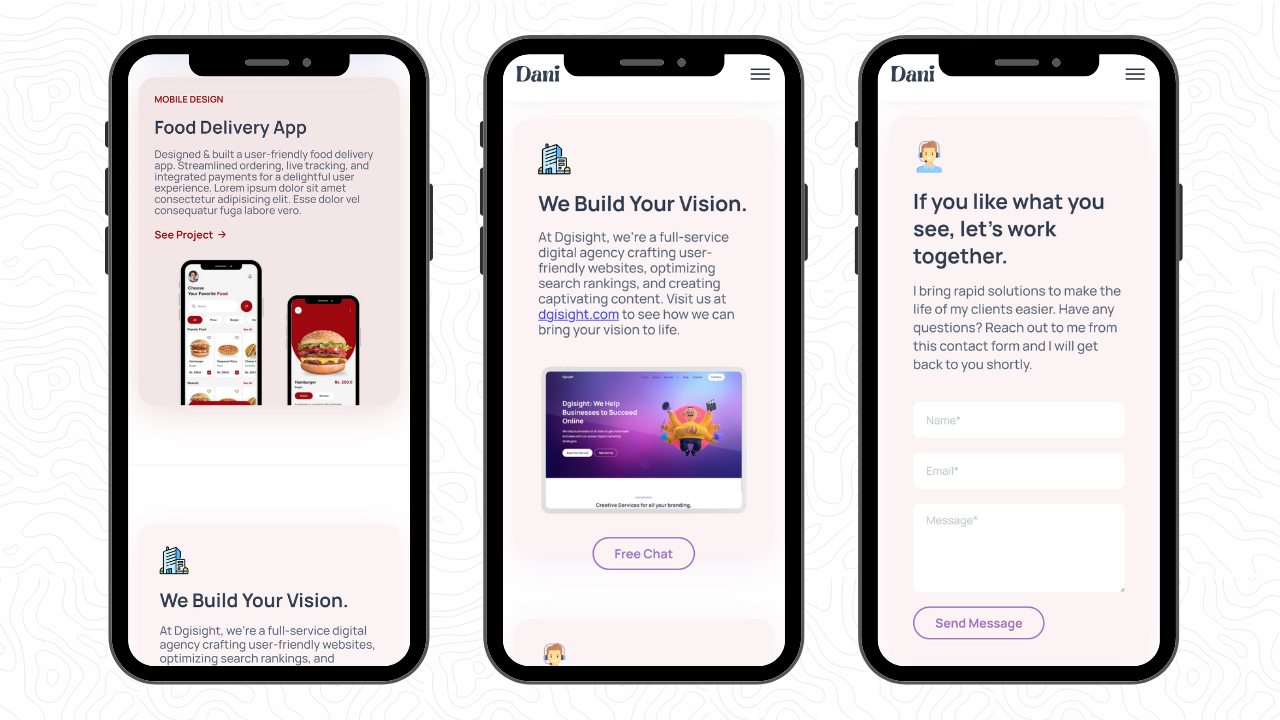 MOBILE DESIGN
Food Delivery App
Designed & built a user-friendly food delivery
app. Streamlined ordering, live tracking, and
integrated payments for a delightful user
experience. Lorem ipsum dolor sit amet
consectetur adipisicing elit. Esse dolor vel
consequatur fuga labore vero.
See Project →
Choose
Your Favorite Food
Search
Popular Food
Hamburger
Rs. 250.0
We Build Your Vision.
At Dgisight, we're a full-service digital
agency crafting user-friendly websites,
optimizing search rankings, and
Dani
We Build Your Vision.
At Dgisight, we're a full-service
digital agency crafting user-
friendly websites, optimizing
search rankings, and creating
captivating content. Visit us at
dgisight.com to see how we can
bring your vision to life.
Dgisight
Dgisight: We Help
Businesses to Succeed
Online
Creative Services for all your branding.
Free Chat
Dani
If you like what you
see, let's work
together.
I bring rapid solutions to make the
life of my clients easier. Have any
questions? Reach out to me from
this contact form and I will get
back to you shortly.
Name*
Email*
Message*
Send Message